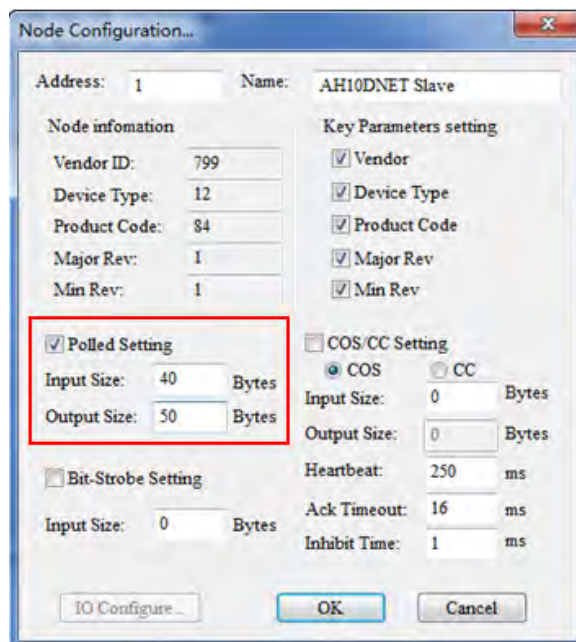 Node Configuration...
Address: 1 Name: AH10DNET Slave
Node infomation
Vendor ID: 799
Device Type: 12
Product Code: 84
Major Rev: 1
Min Rev: 1
Key Parameters setting
Vendor
Device Type
Product Code
Major Rev
Min Rev
Polled Setting
Input Size: 40 Bytes
Output Size: 50 Bytes
Bit-Strobe Setting
Input Size: 0 Bytes
COS/CC Setting
COS CC
Input Size: 0 Bytes
Output Size: 0 Bytes
Heartbeat: 250 ms
Ack Timeout: 16 ms
Inhibit Time: 1 ms
IO Configure... OK Cancel